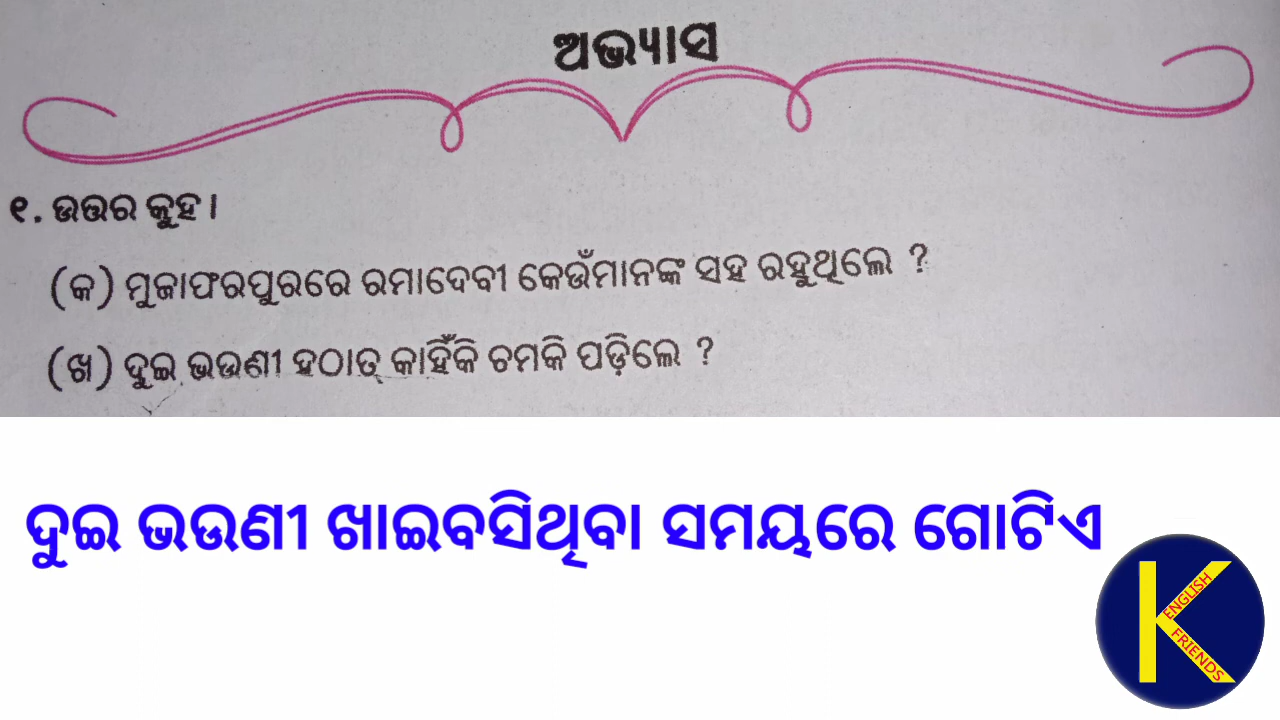 ଅଭ୍ୟାସ
୧. ଉତ୍ତର କୁହ।
(କ) ମୁଜାଫରପୁରରେ ରମାଦେବୀ କେଉଁମାନଙ୍କ ସହ ରହୁଥିଲେ ?
(ଖ) ଦୁଇ ଭଉଣୀ ହଠାତ୍ କାହିଁକି ଚମକି ପଡ଼ିଲେ ?
ଦୁଇ ଭଉଣୀ ଖାଇବସିଥିବା ସମୟରେ ଗୋଟିଏ
K ENGLISH
FRIENDS